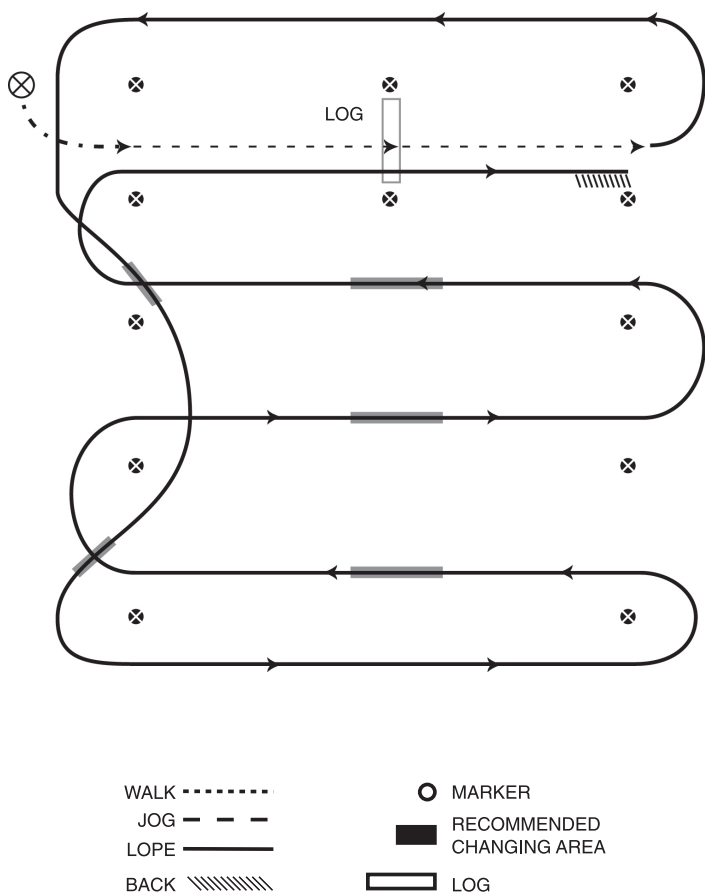 LOG
WALK
JOG
LOPE
BACK
MARKER
RECOMMENDED
CHANGING AREA
LOG